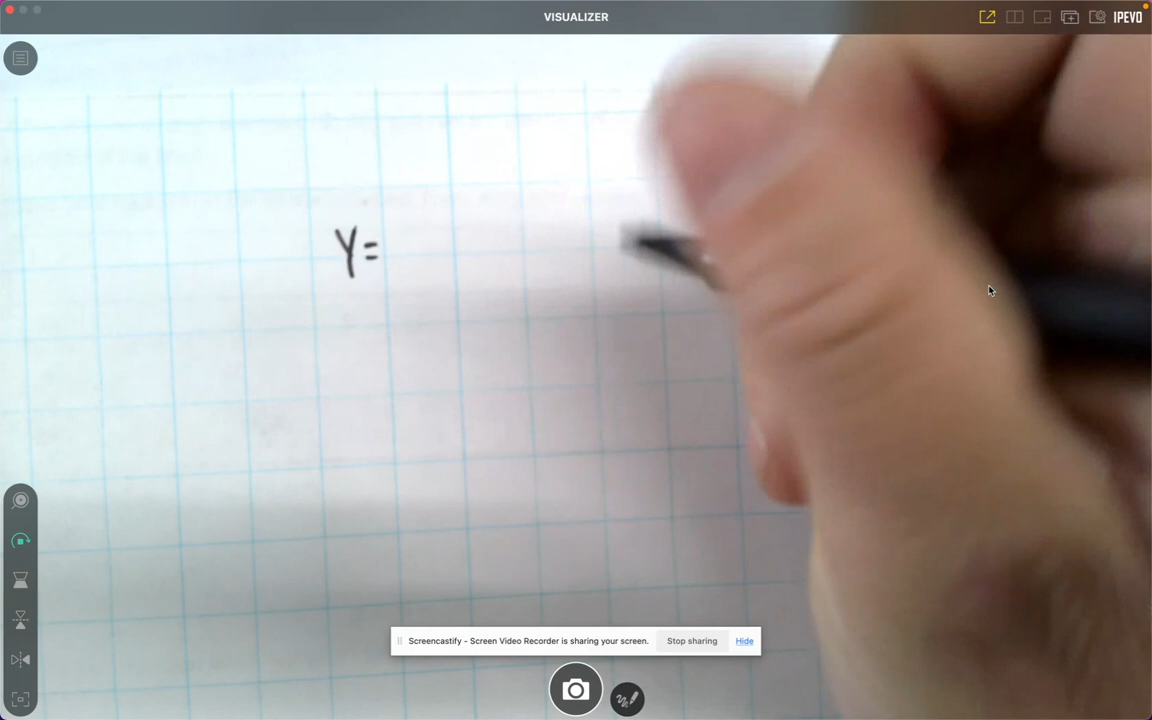 VISUALIZER
IPEVO
Y=
Screencastify - Screen Video Recorder is sharing your screen. Stop sharing Hide